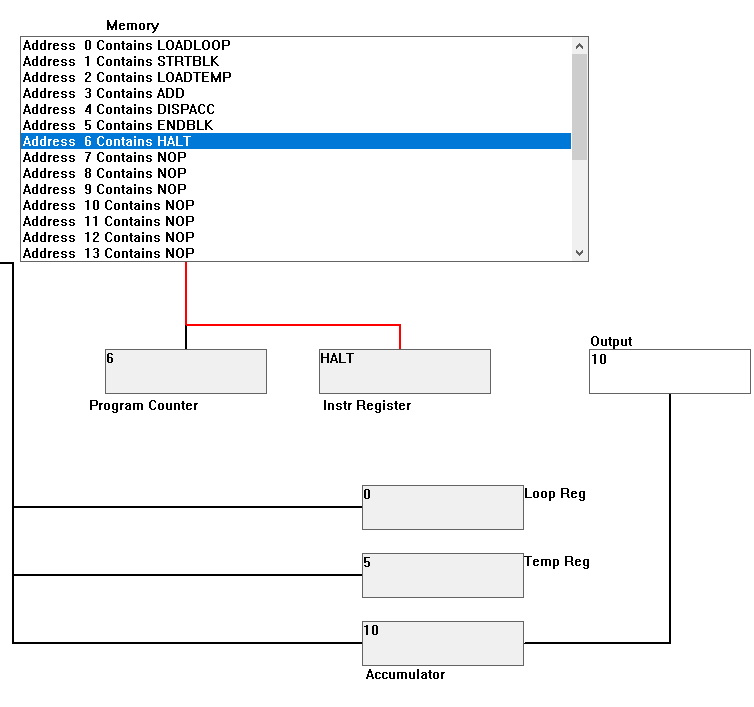 Memory
Address  0 Contains LOADLOOP
Address  1 Contains STRTBLK
Address  2 Contains LOADTEMP
Address  3 Contains ADD
Address  4 Contains DISPACC
Address  5 Contains ENDBLK
Address  6 Contains HALT
Address  7 Contains NOP
Address  8 Contains NOP
Address  9 Contains NOP
Address  10 Contains NOP
Address  11 Contains NOP
Address  12 Contains NOP
Address  13 Contains NOP
Output
6
HALT
10
Program Counter
Instr Register
0
Loop Reg
5
Temp Reg
10
Accumulator